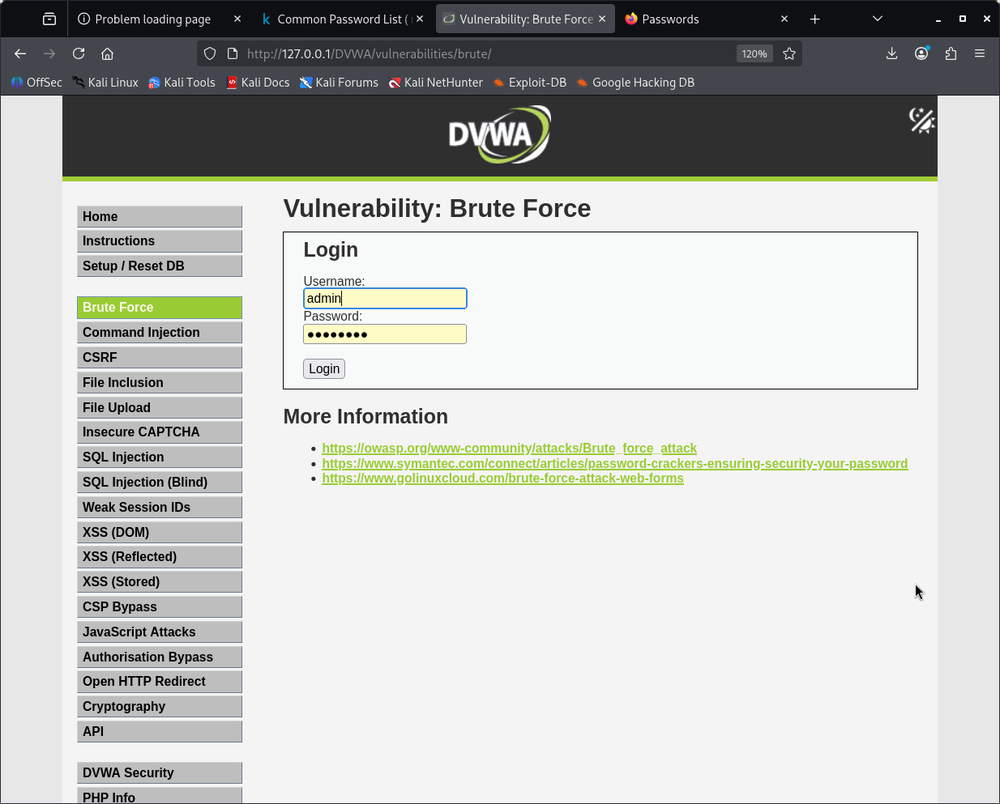 Problem loading page
Common Password List (
Vulnerability: Brute Force
Passwords
http://127.0.0.1/DVWA/vulnerabilities/brute/
120%
OffSec
Kali Linux
Kali Tools
Kali Docs
Kali Forums
Kali NetHunter
Exploit-DB
Google Hacking DB
DVWA
Home
Instructions
Setup / Reset DB
Brute Force
Command Injection
CSRF
File Inclusion
File Upload
Insecure CAPTCHA
SQL Injection
SQL Injection (Blind)
Weak Session IDs
XSS (DOM)
XSS (Reflected)
XSS (Stored)
CSP Bypass
JavaScript Attacks
Authorisation Bypass
Open HTTP Redirect
Cryptography
API
DVWA Security
PHP Info
Vulnerability: Brute Force
Login
Username:
admin
Password:
●●●●●●●●
Login
More Information
• https://owasp.org/www-community/attacks/Brute_force_attack
• https://www.symantec.com/connect/articles/password-crackers-ensuring-security-your-password
• https://www.golinuxcloud.com/brute-force-attack-web-forms